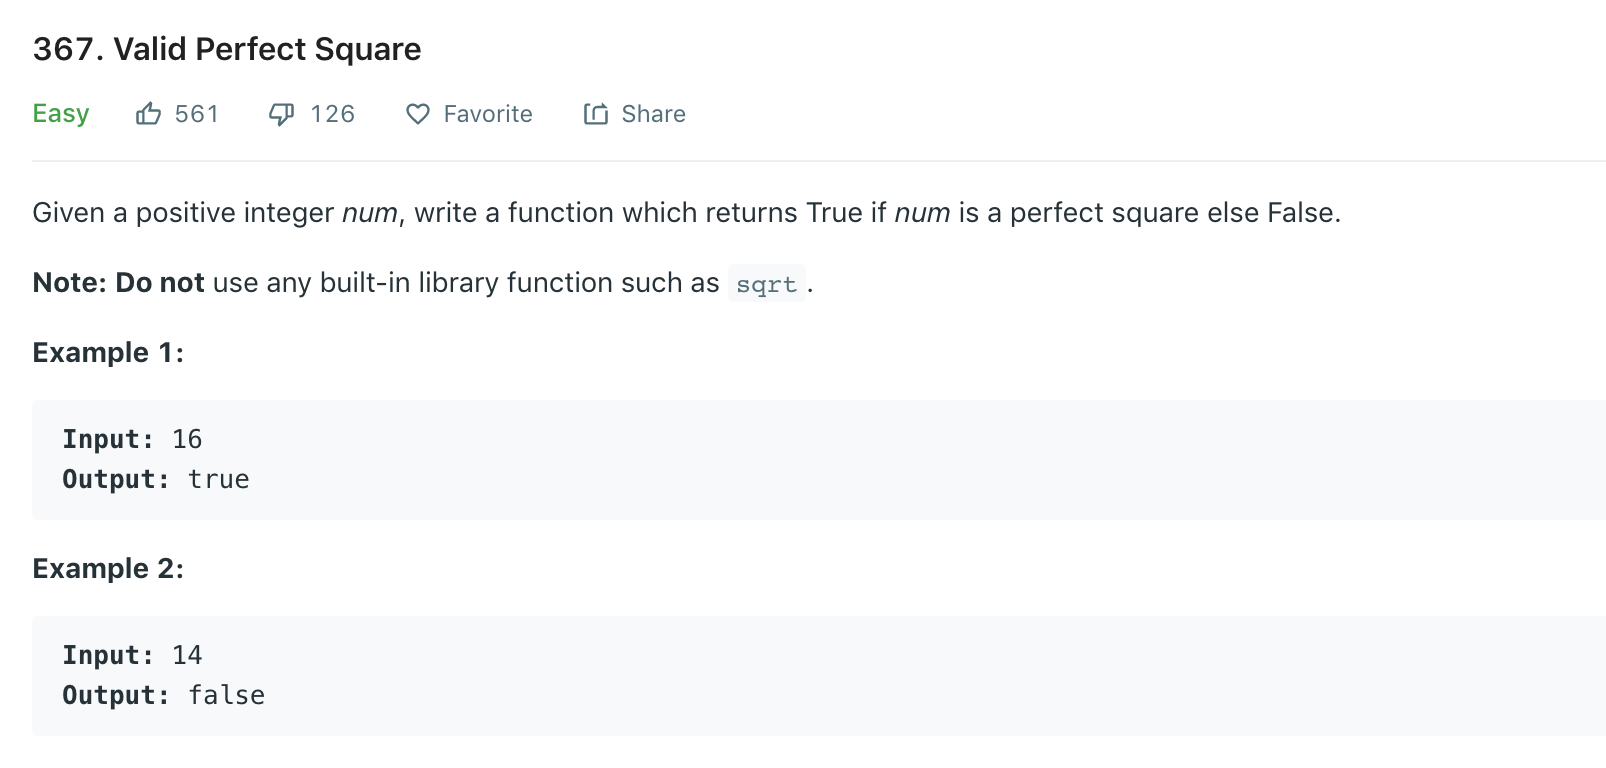 367. Valid Perfect Square
Easy 561 126 Favorite Share
Given a positive integer num, write a function which returns True if num is a perfect square else False.
Note: Do not use any built-in library function such as sqrt.
Example 1:
Input: 16
Output: true
Example 2:
Input: 14
Output: false